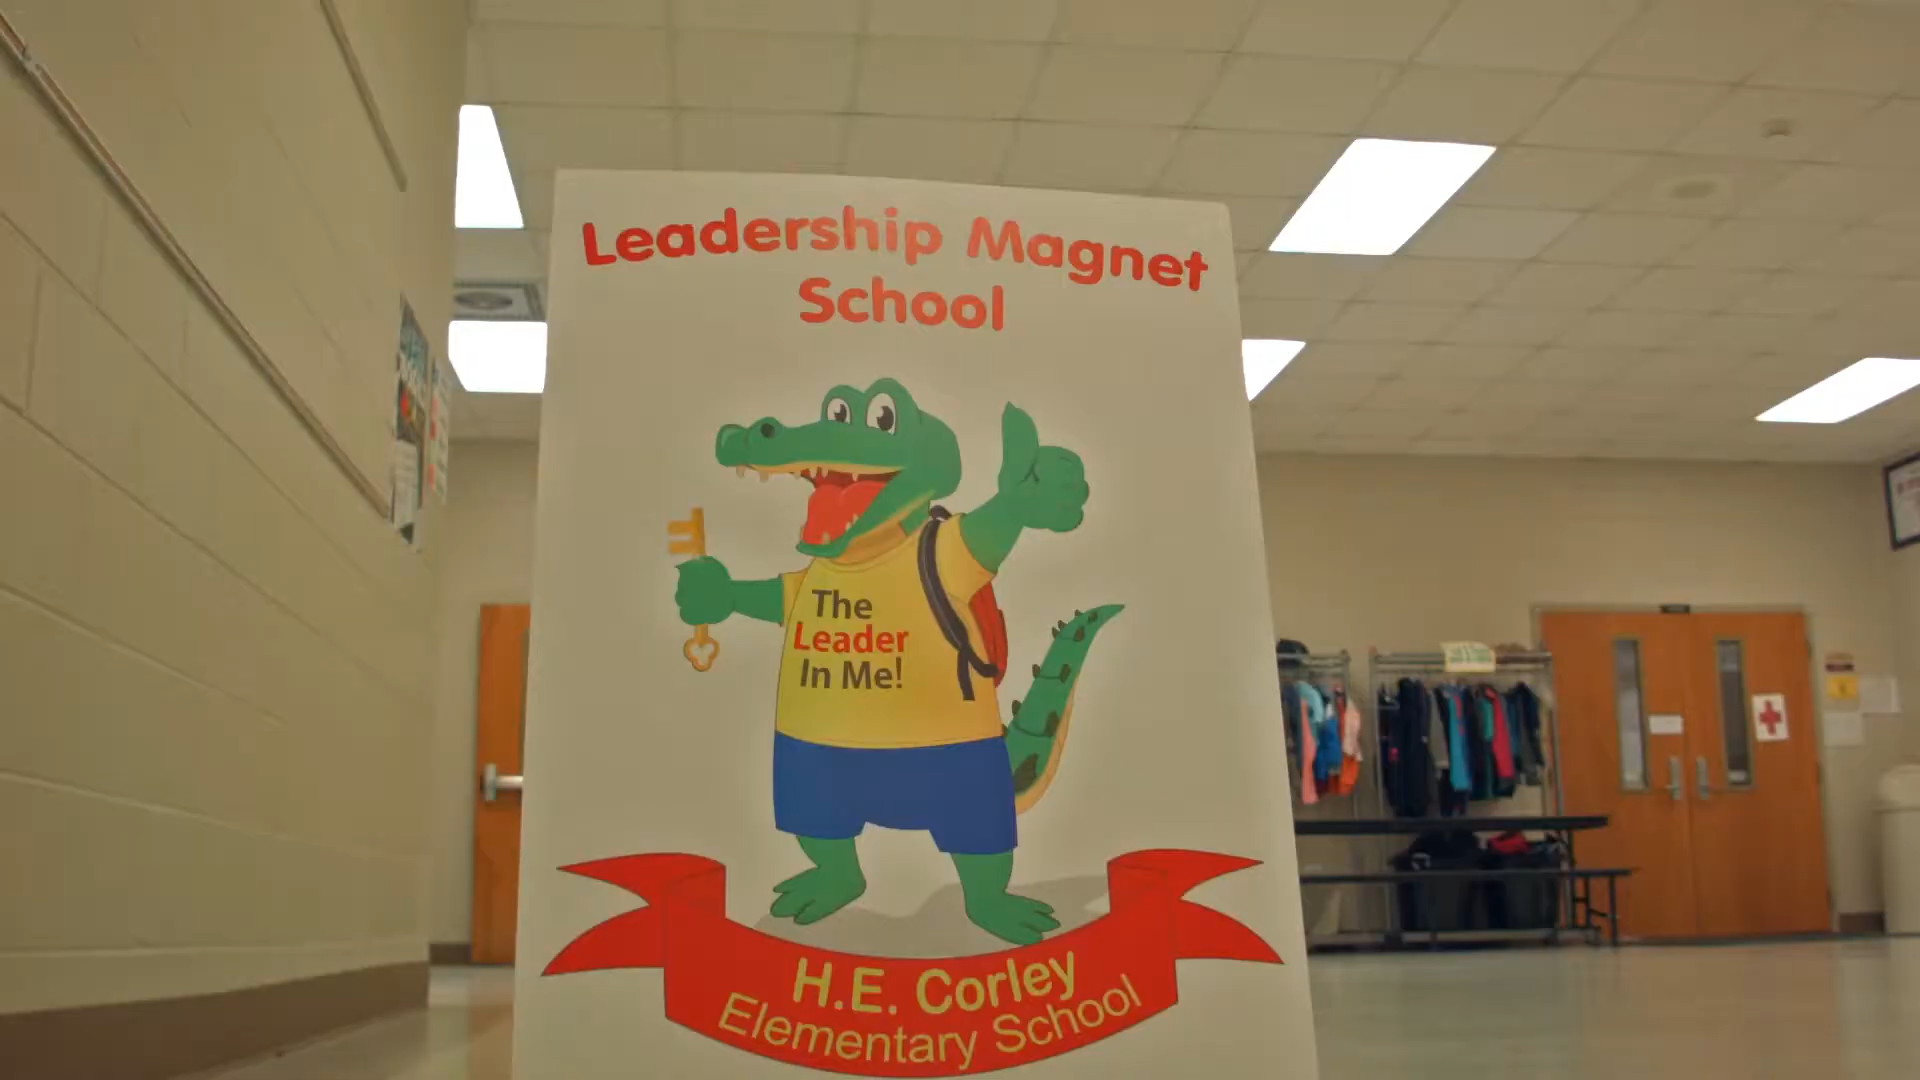 Leadership Magnet
School
The
Leader
In Me!
H.E. Corley
Elementary School